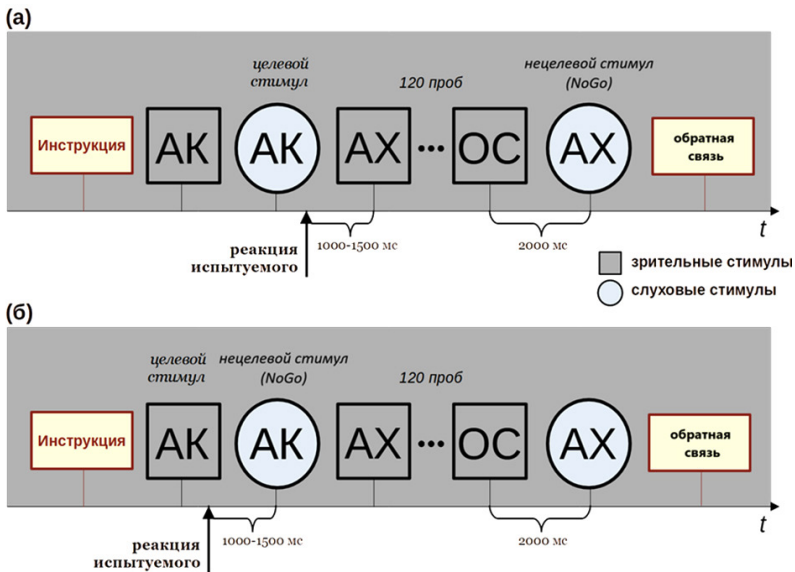 (а)
целевой
стимул
120 проб
нецелевой стимул
(NoGo)
Инструкция
АК
АК
АХ
•••
ОС
АХ
обратная
связь
t
1000-1500 мс
2000 мс
реакция
испытуемого
зрительные стимулы
слуховые стимулы
(б)
целевой
стимул
нецелевой стимул
(NoGo)
120 проб
Инструкция
АК
АК
АХ
•••
ОС
АХ
обратная
связь
t
1000-1500 мс
2000 мс
реакция
испытуемого